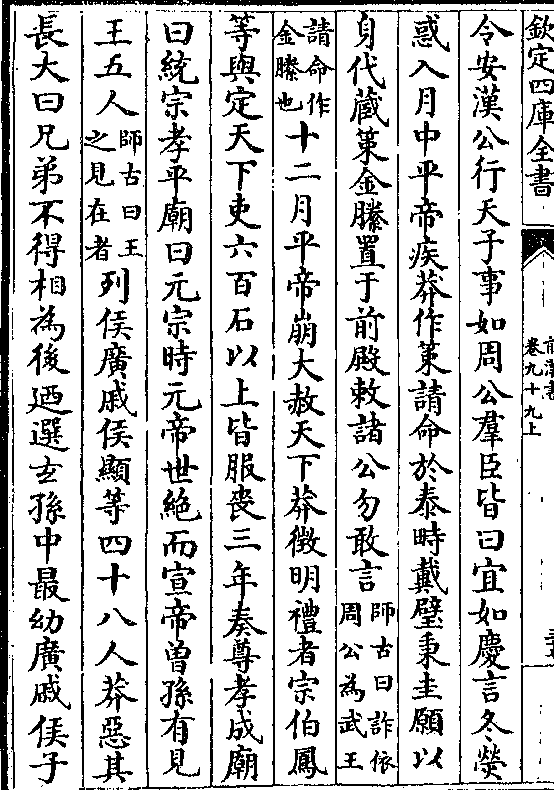 欽定四庫全書
前漢書
卷九十九上
令安漢公行天子事如周公羣臣皆曰宜如慶言冬熒
惑入月中平帝疾莽作策請命於泰時戴璧秉圭願以
身代藏策金縢置于前殿敕諸公勿敢言師古曰詐依周公為武王
請命作金縢也十二月平帝崩大赦天下莽徵明禮者宗伯鳳
等與定天下吏六百石以上皆服喪三年奏尊孝成廟
曰統宗孝平廟曰元宗時元帝世絶而宣帝曾孫有見
王五人師古曰王之見在者列侯廣戚侯顯等四十八人莽惡其
長大曰兄弟不得相為後廼選玄孫中最幼廣戚侯子